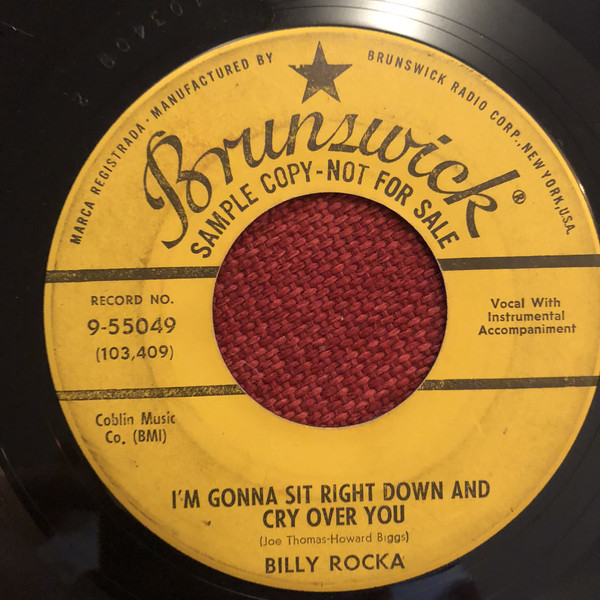 MARCA REGISTRADA · MANUFACTURED BY BRUNSWICK RADIO CORP., NEW YORK, U.S.A.
Brunswick®
SAMPLE COPY-NOT FOR SALE
RECORD NO.
9-55049
(103,409)
Vocal With
Instrumental
Accompaniment
Coblin Music
Co. (BMI)
I'M GONNA SIT RIGHT DOWN AND
CRY OVER YOU
(Joe Thomas-Howard Biggs)
BILLY ROCKA